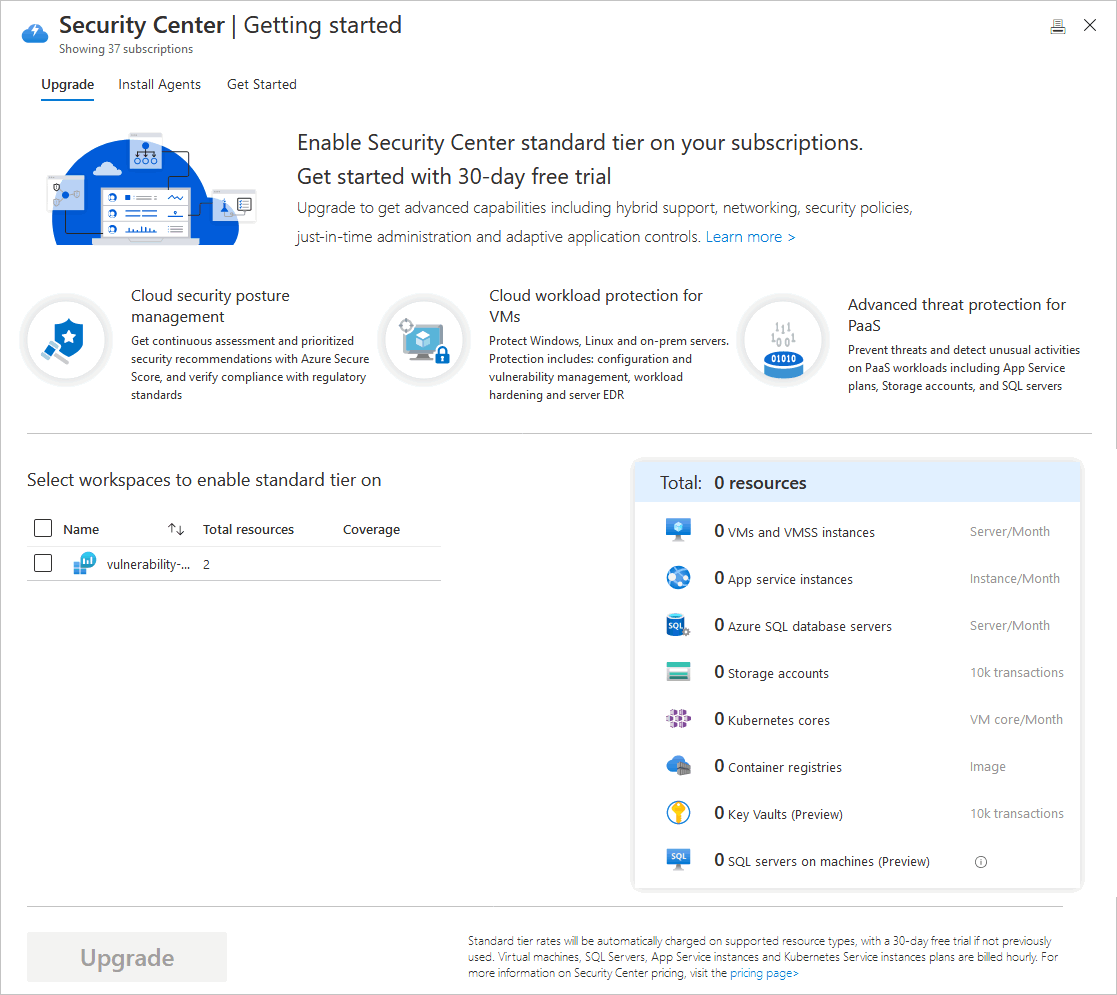 Security Center | Getting started
Showing 37 subscriptions
Upgrade Install Agents Get Started
Enable Security Center standard tier on your subscriptions.
Get started with 30-day free trial
Upgrade to get advanced capabilities including hybrid support, networking, security policies,
just-in-time administration and adaptive application controls. Learn more >
Cloud security posture
management
Get continuous assessment and prioritized
security recommendations with Azure Secure
Score, and verify compliance with regulatory
standards
Cloud workload protection for
VMs
Protect Windows, Linux and on-prem servers.
Protection includes: configuration and
vulnerability management, workload
hardening and server EDR
111
1 001
01010
Advanced threat protection for
PaaS
Prevent threats and detect unusual activities
on PaaS workloads including App Service
plans, Storage accounts, and SQL servers
Select workspaces to enable standard tier on
Name Total resources Coverage
vulnerability-... 2
Total: 0 resources
0 VMs and VMSS instances Server/Month
0 App service instances Instance/Month
SQL 0 Azure SQL database servers Server/Month
0 Storage accounts 10k transactions
0 Kubernetes cores VM core/Month
0 Container registries Image
0 Key Vaults (Preview) 10k transactions
SQL 0 SQL servers on machines (Preview)
Upgrade
Standard tier rates will be automatically charged on supported resource types, with a 30-day free trial if not previously
used. Virtual machines, SQL Servers, App Service instances and Kubernetes Service instances plans are billed hourly. For
more information on Security Center pricing, visit the pricing page>